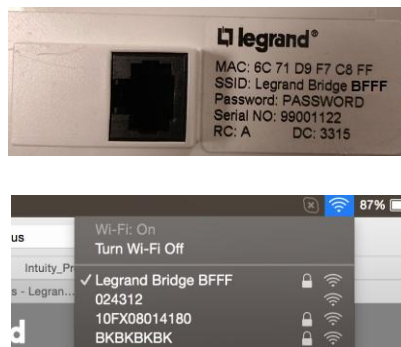 legrand®
MAC: 6C 71 D9 F7 C8 FF
SSID: Legrand Bridge BFFF
Password: PASSWORD
Serial NO: 99001122
RC: A DC: 3315
87%
Wi-Fi: On
us
Turn Wi-Fi Off
Intuity_Pr
✓ Legrand Bridge BFFF
s - Legran...
024312
10FX08014180
d
BKBKBKBK